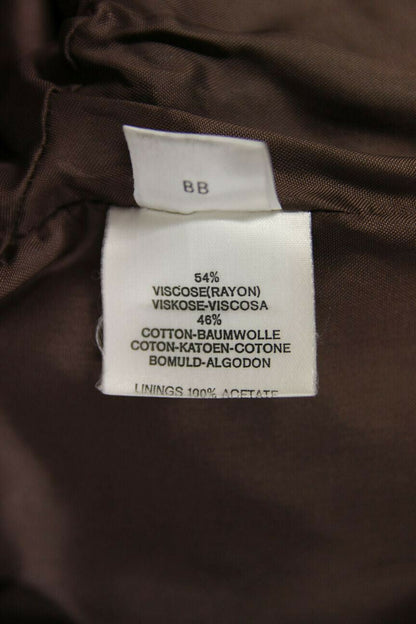 BB
54%
VISCOSE(RAYON)
VISKOSE-VISCOSA
46%
COTTON-BAUMWOLLE
COTON-KATOEN-COTONE
BOMULD-ALGODON
LININGS 100% ACETATE